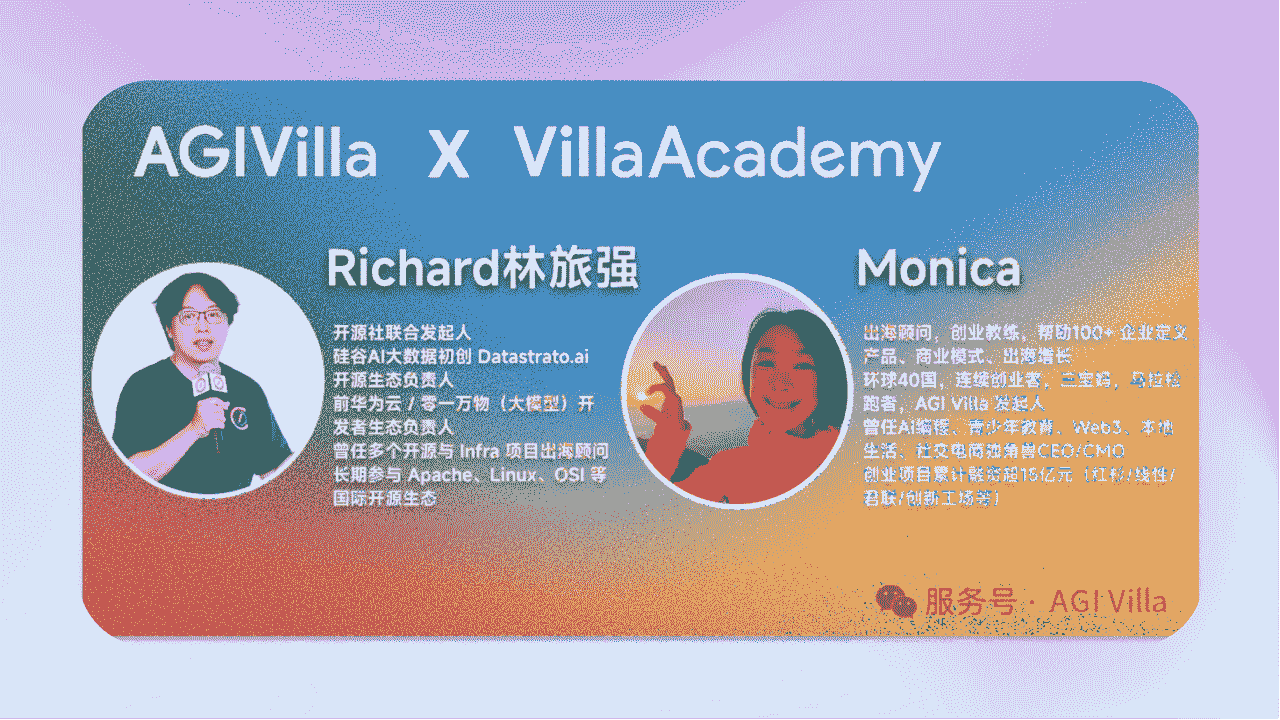 AGIVilla X VillaAcademy
Richard林旅强
开源社联合发起人
硅谷AI大数据初创 Datastrato.ai
开源生态负责人
前华为云 / 零一万物（大模型）开
发者生态负责人
曾任多个开源与 Infra 项目出海顾问
长期参与 Apache、Linux、OSI 等
国际开源生态
Monica
出海顾问，创业教练，帮助100+ 企业定义
产品、商业模式、出海增长
环球40国，连续创业者，三宝妈，马拉松
跑者，AGI Villa 发起人
曾任AI编程、青少年教育、Web3、本地
生活、社交电商独角兽CEO/CMO
创业项目累计融资超15亿元（红杉/线性/
君联/创新工场等）
服务号 · AGI Villa